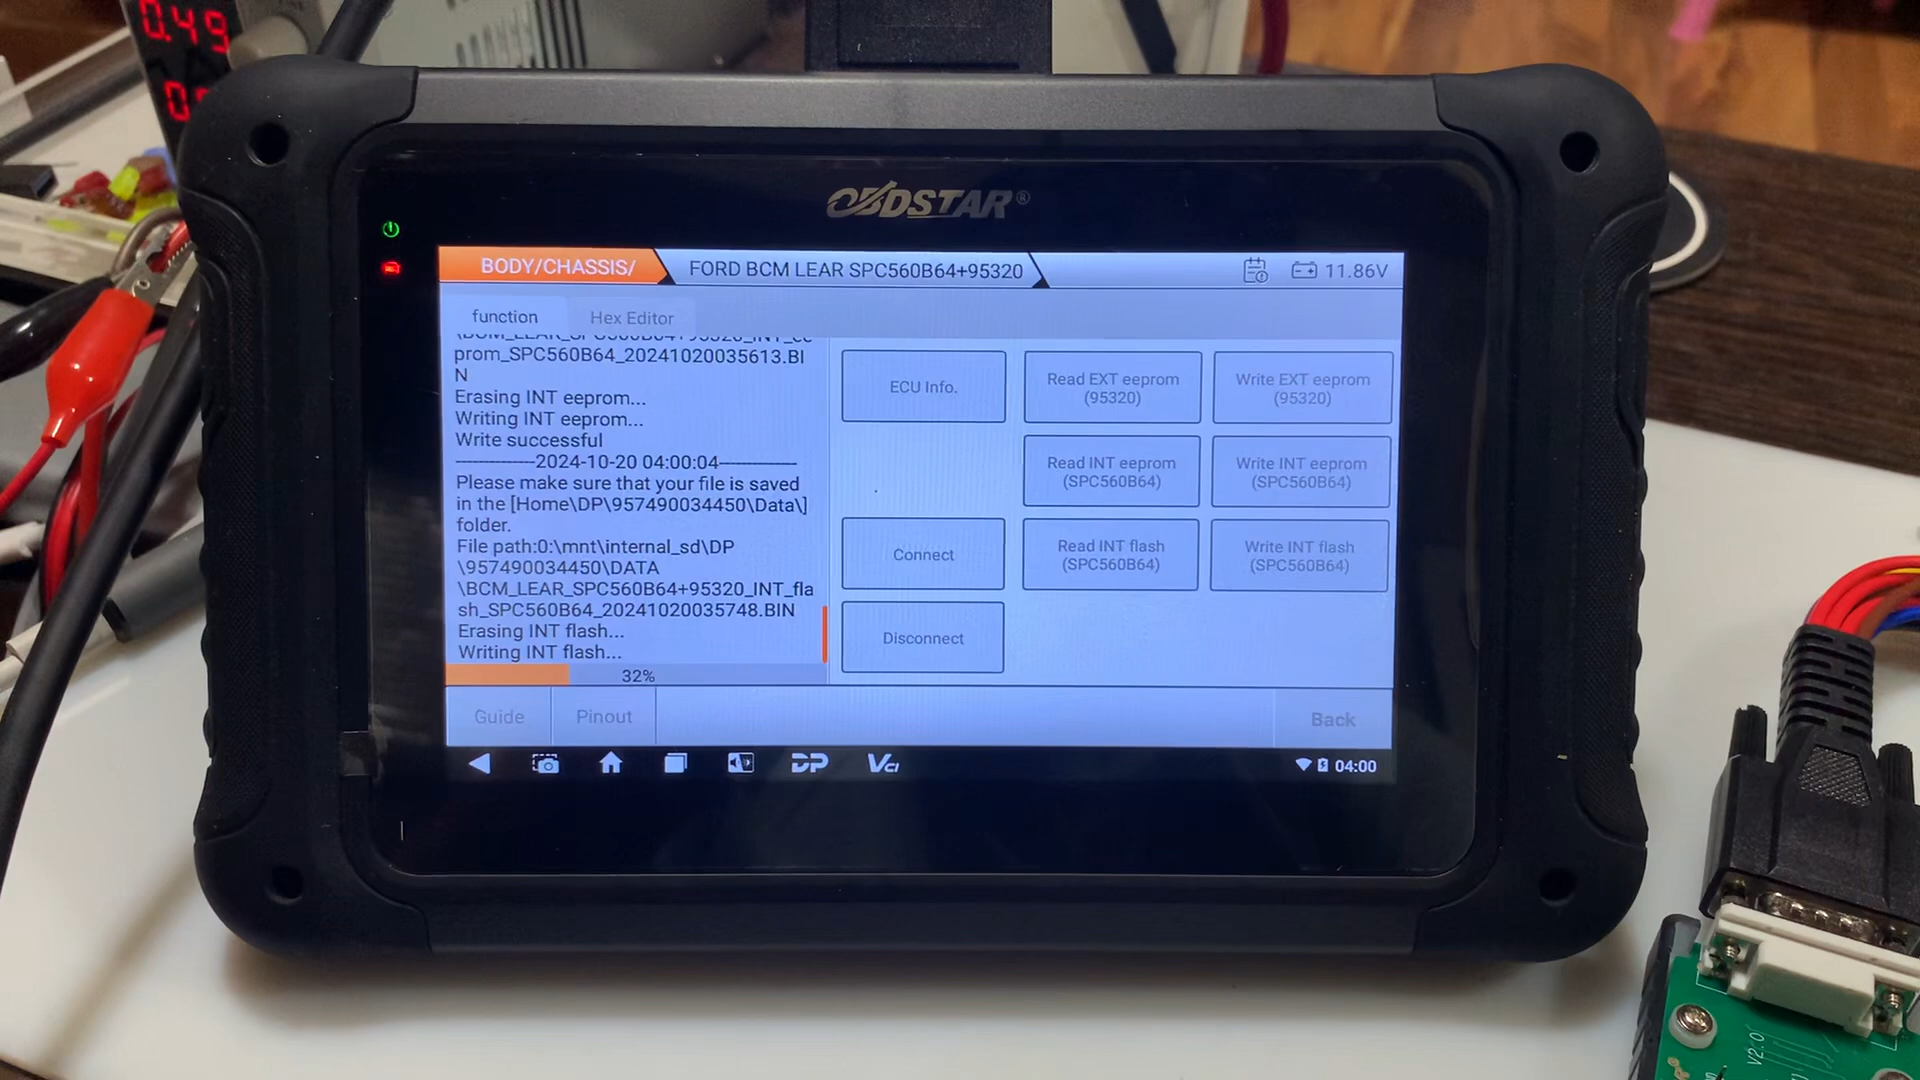 0.49
OBDSTAR®
BODY/CHASSIS/
FORD BCM LEAR SPC560B64+95320
11.86V
function
Hex Editor
\BCM_LEAR_SPC560B64+95320_INT_ee
prom_SPC560B64_20241020035613.BI
N
Erasing INT eeprom...
Writing INT eeprom...
Write successful
-------------2024-10-20 04:00:04-------------
Please make sure that your file is saved
in the [Home\DP\957490034450\Data\]
folder.
File path:0:\mnt\internal_sd\DP
\957490034450\DATA
\BCM_LEAR_SPC560B64+95320_INT_fla
sh_SPC560B64_20241020035748.BIN
Erasing INT flash...
Writing INT flash...
32%
ECU Info.
Read EXT eeprom
(95320)
Write EXT eeprom
(95320)
Read INT eeprom
(SPC560B64)
Write INT eeprom
(SPC560B64)
Connect
Read INT flash
(SPC560B64)
Write INT flash
(SPC560B64)
Disconnect
Guide
Pinout
Back
DP
VCI
04:00
V2.0